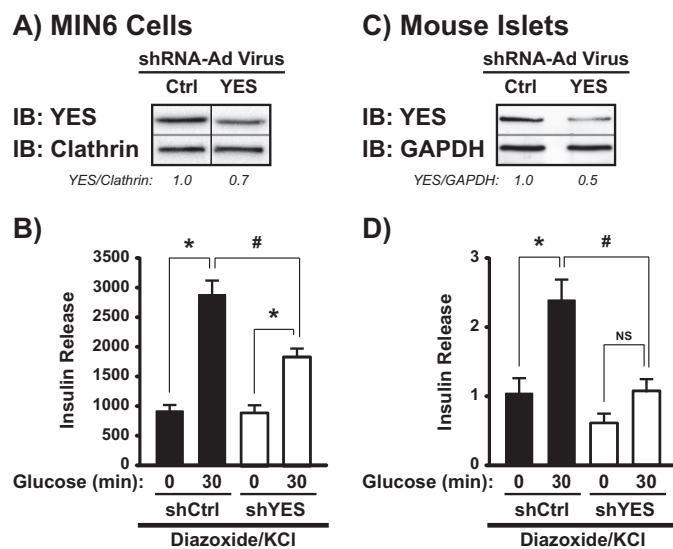 A) MIN6 Cells
shRNA-Ad Virus
Ctrl YES
IB: YES
IB: Clathrin
YES/Clathrin: 1.0 0.7
C) Mouse Islets
shRNA-Ad Virus
Ctrl YES
IB: YES
IB: GAPDH
YES/GAPDH: 1.0 0.5
B)
Insulin Release
3500
3000
2500
2000
1500
1000
500
0
* #
*
Glucose (min): 0 30 0 30
shCtrl shYES
Diazoxide/KCl
D)
Insulin Release
3
2
1
0
* #
NS
Glucose (min): 0 30 0 30
shCtrl shYES
Diazoxide/KCl